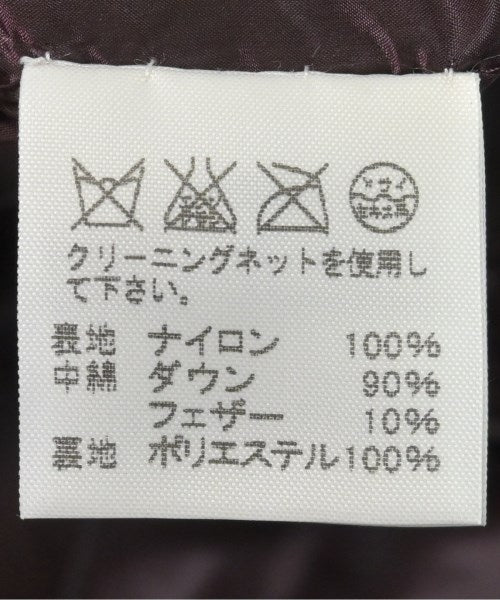 クリーニングネットを使用し
て下さい。
表地 ナイロン 100%
中綿 ダウン 90%
フェザー 10%
裏地 ポリエステル100%